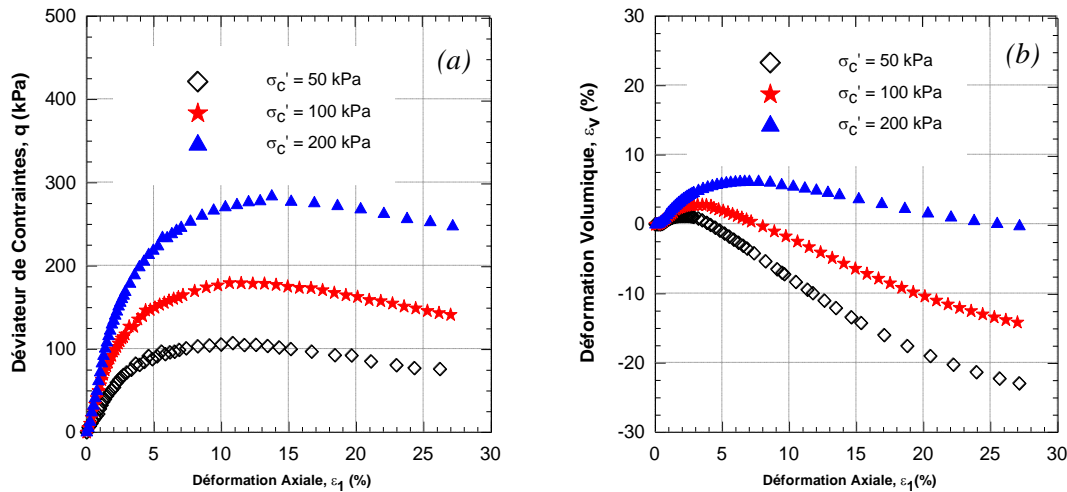 (a)
σc' = 50 kPa
σc' = 100 kPa
σc' = 200 kPa
Déviateur de Contraintes, q (kPa)
500
400
300
200
100
0
0 5 10 15 20 25 30
Déformation Axiale, ε1 (%)
(b)
σc' = 50 kPa
σc' = 100 kPa
σc' = 200 kPa
Déformation Volumique, εv (%)
30
20
10
0
-10
-20
-30
0 5 10 15 20 25 30
Déformation Axiale, ε1(%)